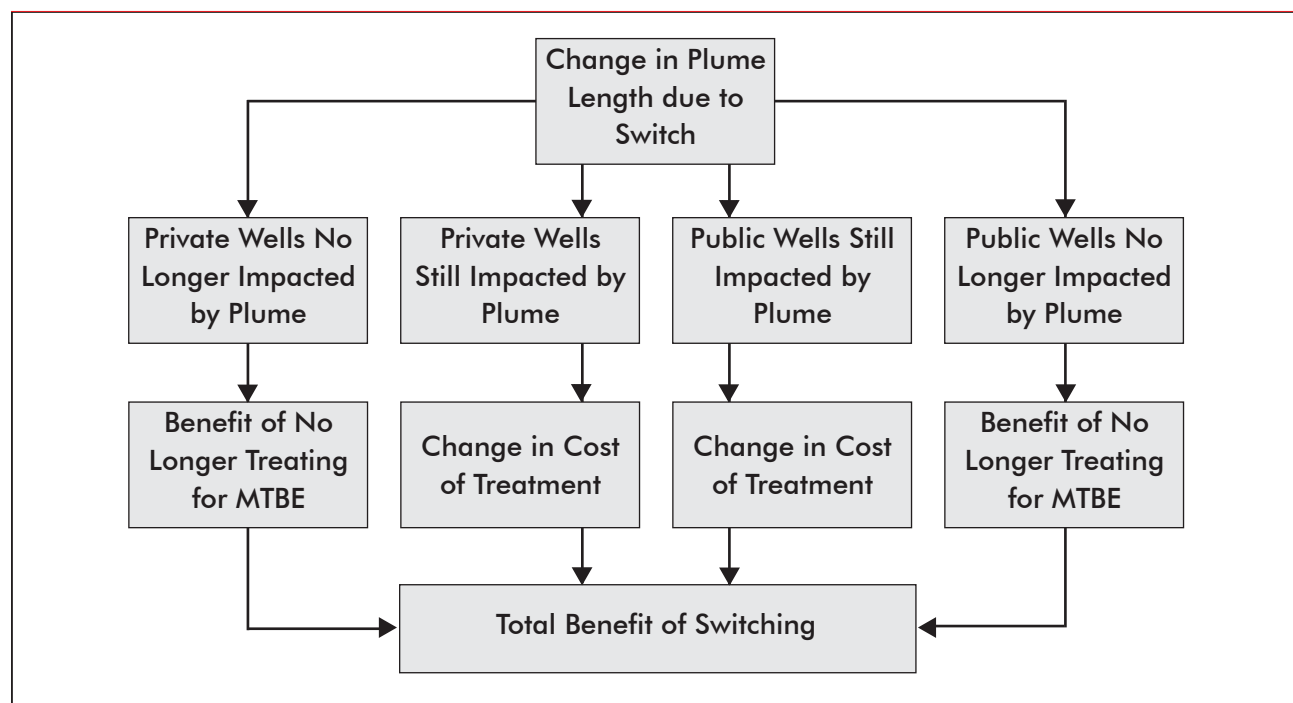 Change in Plume
Length due to
Switch
Private Wells No
Longer Impacted
by Plume
Private Wells
Still Impacted by
Plume
Public Wells Still
Impacted by
Plume
Public Wells No
Longer Impacted
by Plume
Benefit of No
Longer Treating
for MTBE
Change in Cost
of Treatment
Change in Cost
of Treatment
Benefit of No
Longer Treating
for MTBE
Total Benefit of Switching